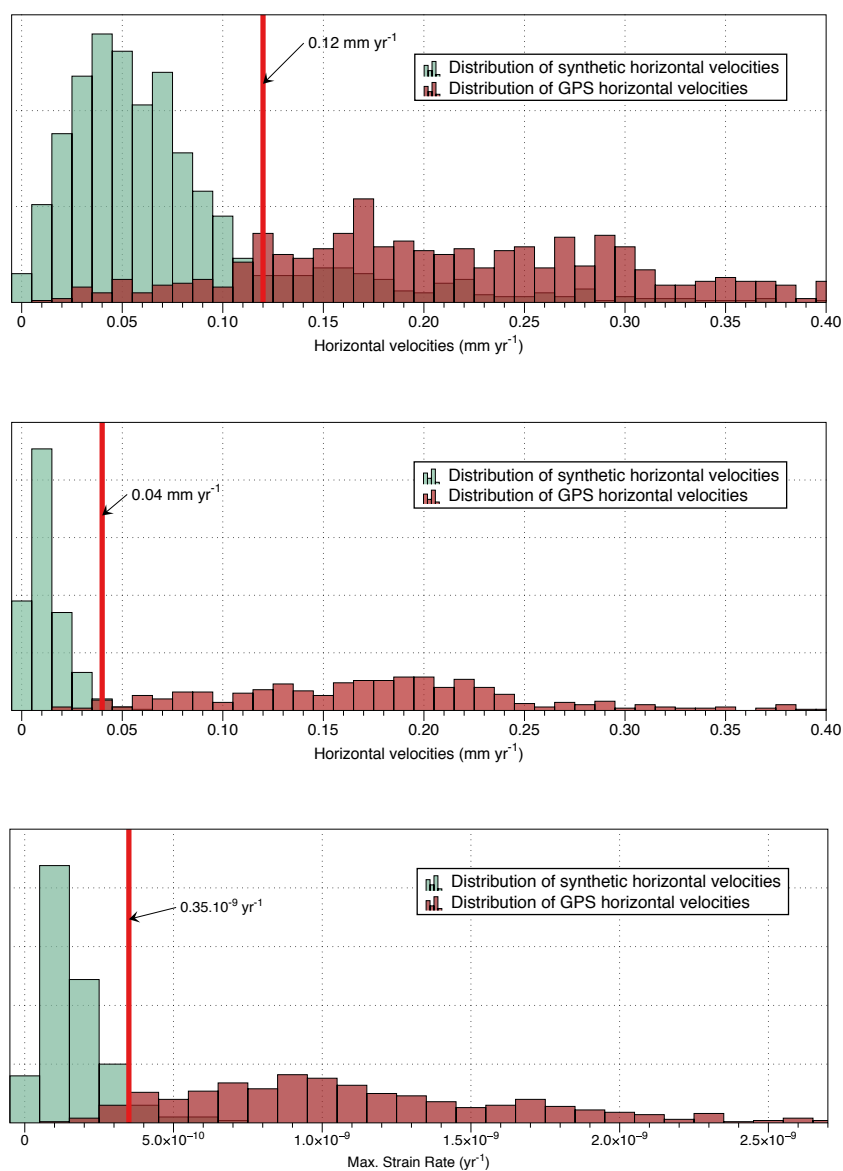 0.12 mm yr⁻¹
Distribution of synthetic horizontal velocities
Distribution of GPS horizontal velocities
0 0.05 0.10 0.15 0.20 0.25 0.30 0.35 0.40
Horizontal velocities (mm yr⁻¹)
Distribution of synthetic horizontal velocities
Distribution of GPS horizontal velocities
0.04 mm yr⁻¹
0 0.05 0.10 0.15 0.20 0.25 0.30 0.35 0.40
Horizontal velocities (mm yr⁻¹)
Distribution of synthetic horizontal velocities
Distribution of GPS horizontal velocities
0.35.10⁻⁹ yr⁻¹
0 5.0x10⁻¹⁰ 1.0x10⁻⁹ 1.5x10⁻⁹ 2.0x10⁻⁹ 2.5x10⁻⁹
Max. Strain Rate (yr⁻¹)